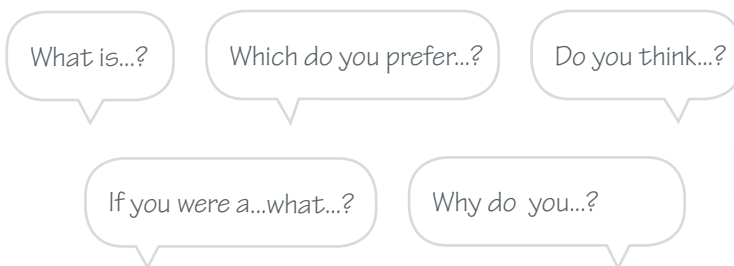 What is...?
Which do you prefer...?
Do you think...?
If you were a...what...?
Why do you...?